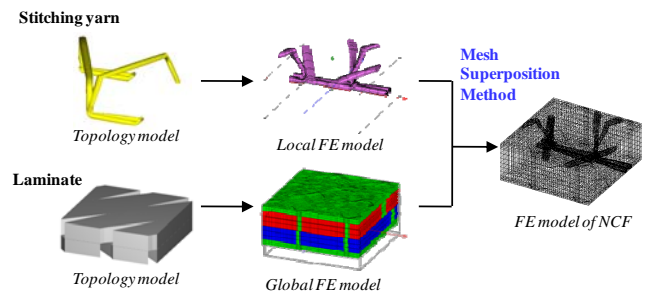 Stitching yarn
Topology model
Local FE model
Mesh
Superposition
Method
FE model of NCF
Laminate
Topology model
Global FE model